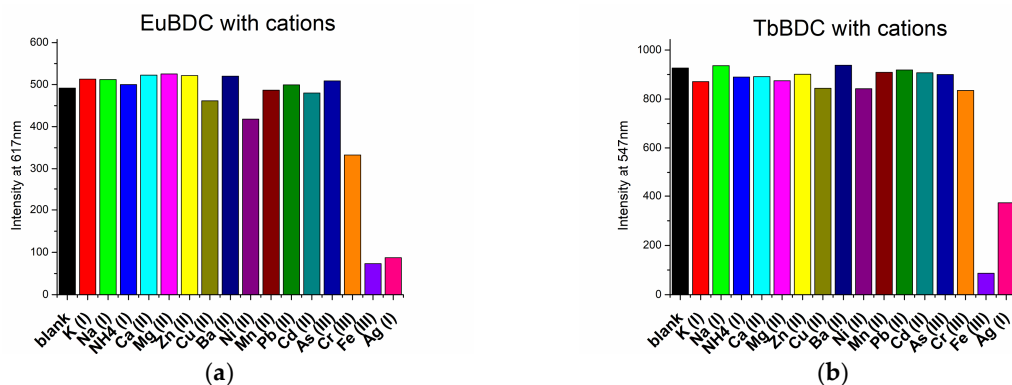 EuBDC with cations
Intensity at 617nm
600
500
400
300
200
100
0
blank
K (I)
Na (I)
NH4 (I)
Ca (II)
Mg (II)
Zn (II)
Cu (II)
Ba (II)
Ni (II)
Mn (II)
Pb (II)
Cd (II)
As (III)
Cr (III)
Fe (III)
Ag (I)
(a)
TbBDC with cations
Intensity at 547nm
1000
800
600
400
200
0
blank
K (I)
Na (I)
NH4 (I)
Ca (II)
Mg (II)
Zn (II)
Cu (II)
Ba (II)
Ni (II)
Mn (II)
Pb (II)
Cd (II)
As (III)
Cr (III)
Fe (III)
Ag (I)
(b)